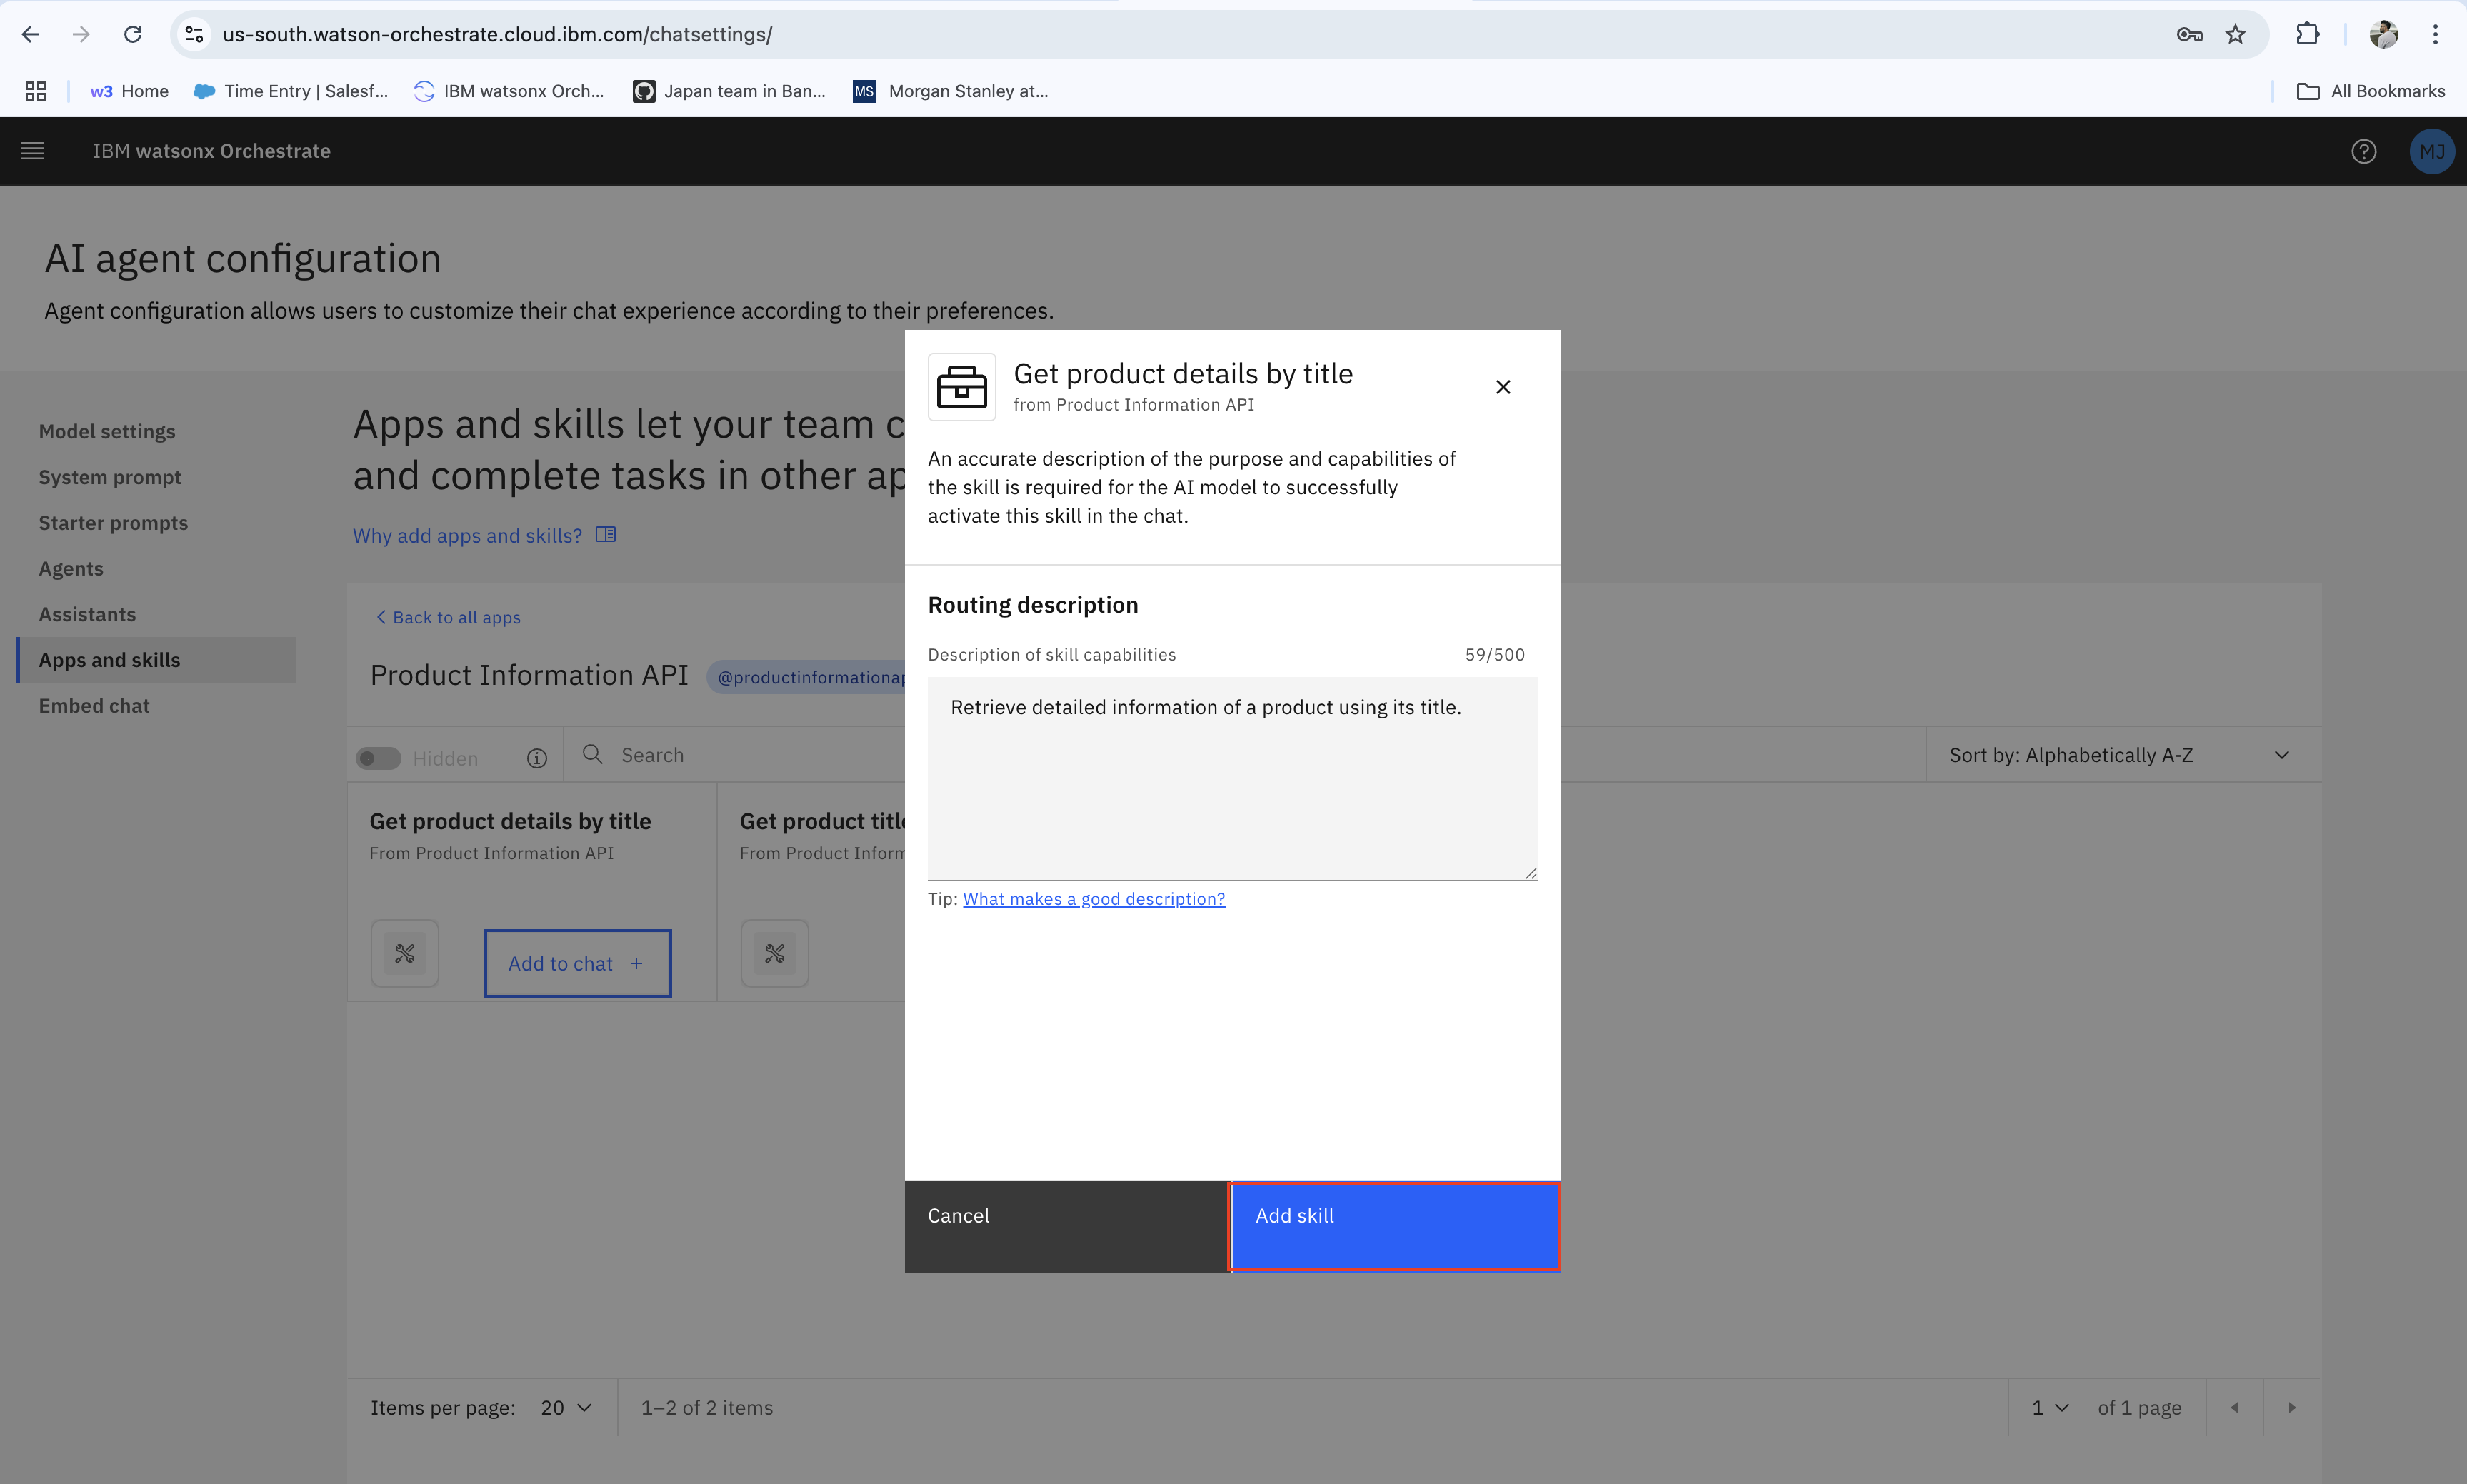 us-south.watson-orchestrate.cloud.ibm.com/chatsettings/
w3 Home
Time Entry | Salesf...
IBM watsonx Orch...
Japan team in Ban...
MS Morgan Stanley at...
All Bookmarks
IBM watsonx Orchestrate
MJ
AI agent configuration
Agent configuration allows users to customize their chat experience according to their preferences.
Model settings
System prompt
Starter prompts
Agents
Assistants
Apps and skills
Embed chat
Apps and skills let your team c
and complete tasks in other ap
Why add apps and skills?
Back to all apps
Product Information API
@productinformationap
Hidden
Search
Sort by: Alphabetically A-Z
Get product details by title
From Product Information API
Add to chat +
Get product title
From Product Inform
Items per page: 20
1–2 of 2 items
1
of 1 page
Get product details by title
from Product Information API
An accurate description of the purpose and capabilities of
the skill is required for the AI model to successfully
activate this skill in the chat.
Routing description
Description of skill capabilities
59/500
Retrieve detailed information of a product using its title.
Tip: What makes a good description?
Cancel
Add skill